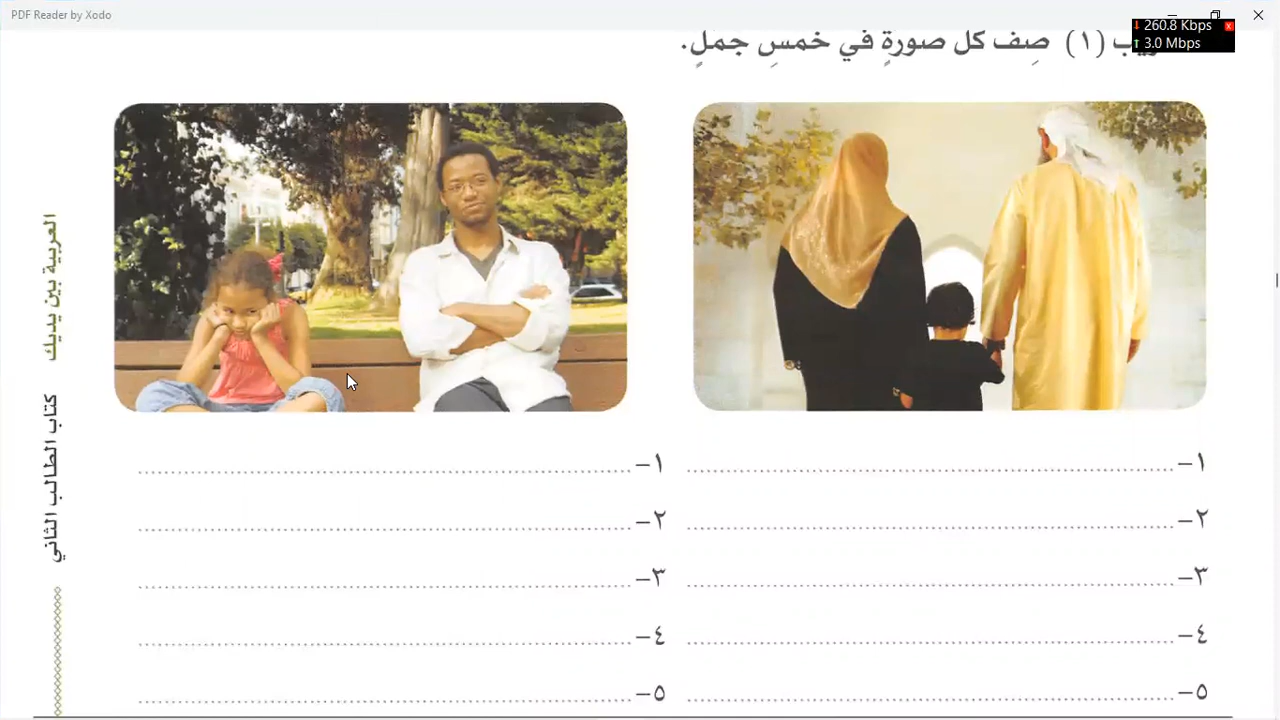 PDF Reader by Xodo
260.8 Kbps
3.0 Mbps
(١) صِف كل صورةٍ في خمسِ جملٍ.
١-
٢-
٣-
٤-
٥-
١-
٢-
٣-
٤-
٥-
العربية بين يديك
كتاب الطالب الثاني